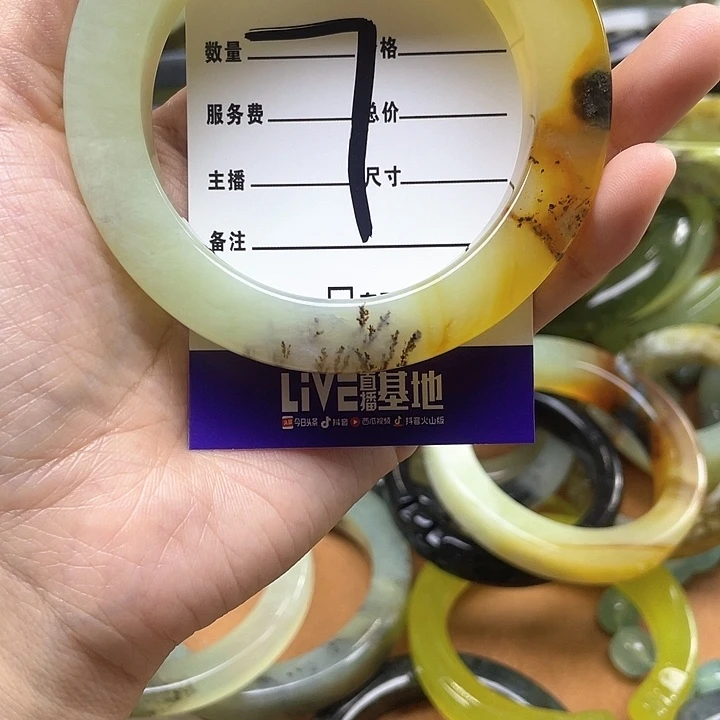 7
数量 格
服务费 总价
主播 尺寸
备注
LiVE直播基地
今日头条 抖音 西瓜视频 抖音火山版